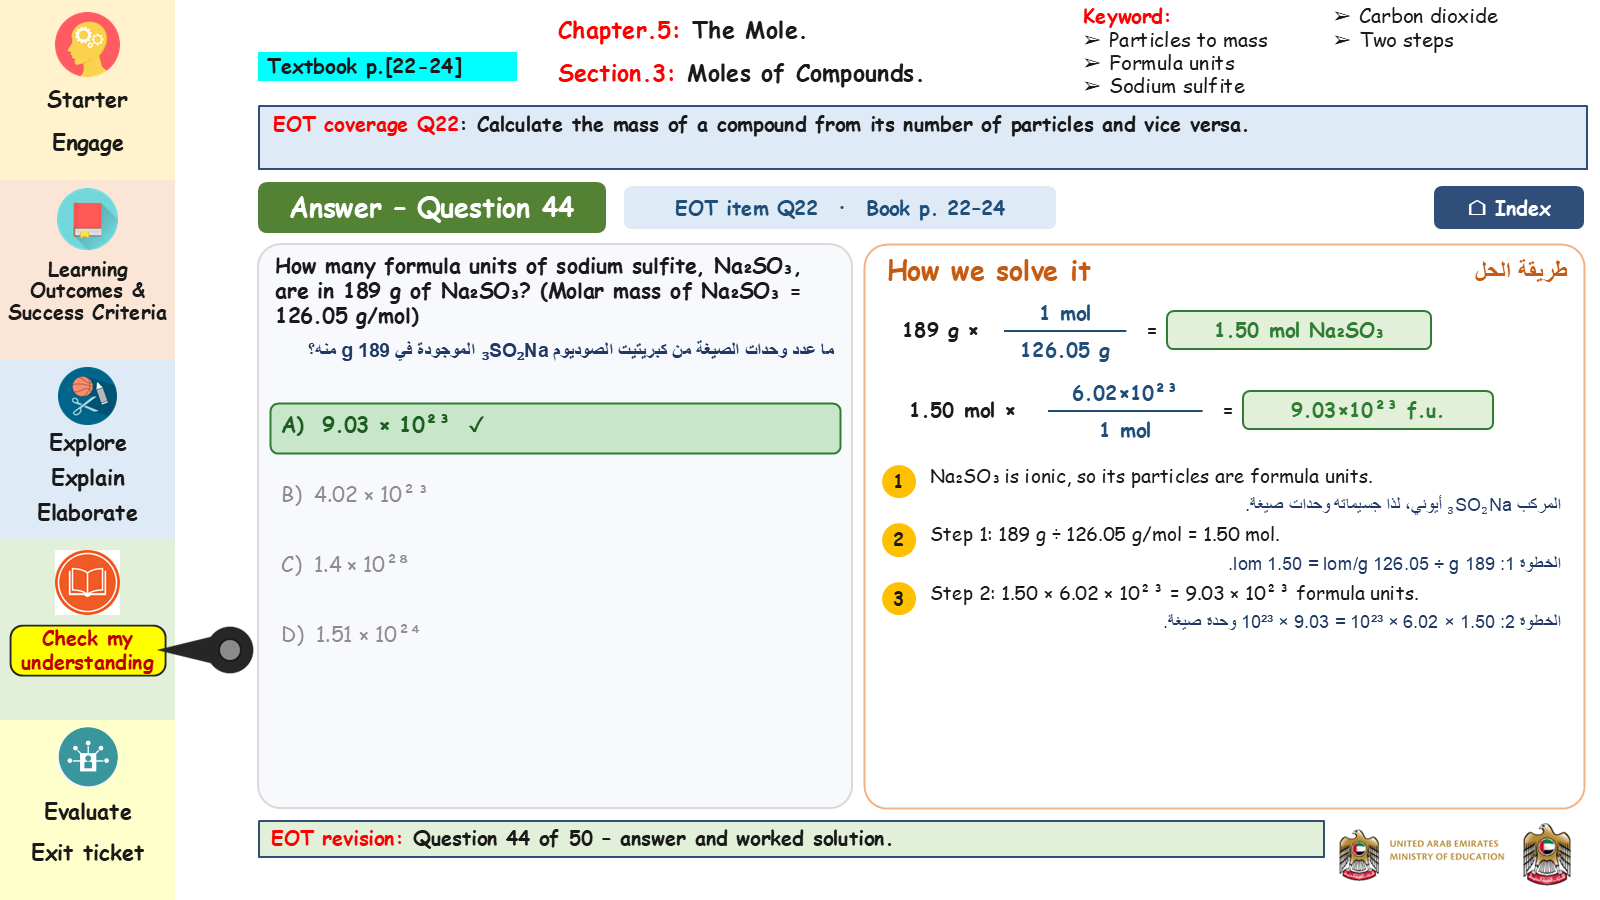 Starter
Engage
Learning
Outcomes &
Success Criteria
Explore
Explain
Elaborate
Check my
understanding
Evaluate
Exit ticket
Textbook p.[22-24]
Chapter.5: The Mole.
Section.3: Moles of Compounds.
Keyword:
➢ Particles to mass
➢ Formula units
➢ Sodium sulfite
➢ Carbon dioxide
➢ Two steps
EOT coverage Q22: Calculate the mass of a compound from its number of particles and vice versa.
Answer – Question 44
EOT item Q22 · Book p. 22–24
Index
How many formula units of sodium sulfite, Na₂SO₃,
are in 189 g of Na₂SO₃? (Molar mass of Na₂SO₃ =
126.05 g/mol)
ما عدد وحدات الصيغة من كبريتيت الصوديوم ₃SO₂Na الموجودة في 189 g منه؟
A) 9.03 × 10²³ ✓
B) 4.02 × 10²³
C) 1.4 × 10²⁸
D) 1.51 × 10²⁴
How we solve it
طريقة الحل
189 g × 1 mol / 126.05 g = 1.50 mol Na₂SO₃
1.50 mol × 6.02×10²³ / 1 mol = 9.03×10²³ f.u.
1 Na₂SO₃ is ionic, so its particles are formula units.
المركب ₃SO₂Na أيوني، لذا جسيماته وحدات صيغة.
2 Step 1: 189 g ÷ 126.05 g/mol = 1.50 mol.
الخطوة 1: 189 g ÷ 126.05 lom/g = 1.50 lom.
3 Step 2: 1.50 × 6.02 × 10²³ = 9.03 × 10²³ formula units.
الخطوة 2: 1.50 × 6.02 × 10²³ = 9.03 × 10²³ وحدة صيغة.
EOT revision: Question 44 of 50 – answer and worked solution.
UNITED ARAB EMIRATES
MINISTRY OF EDUCATION